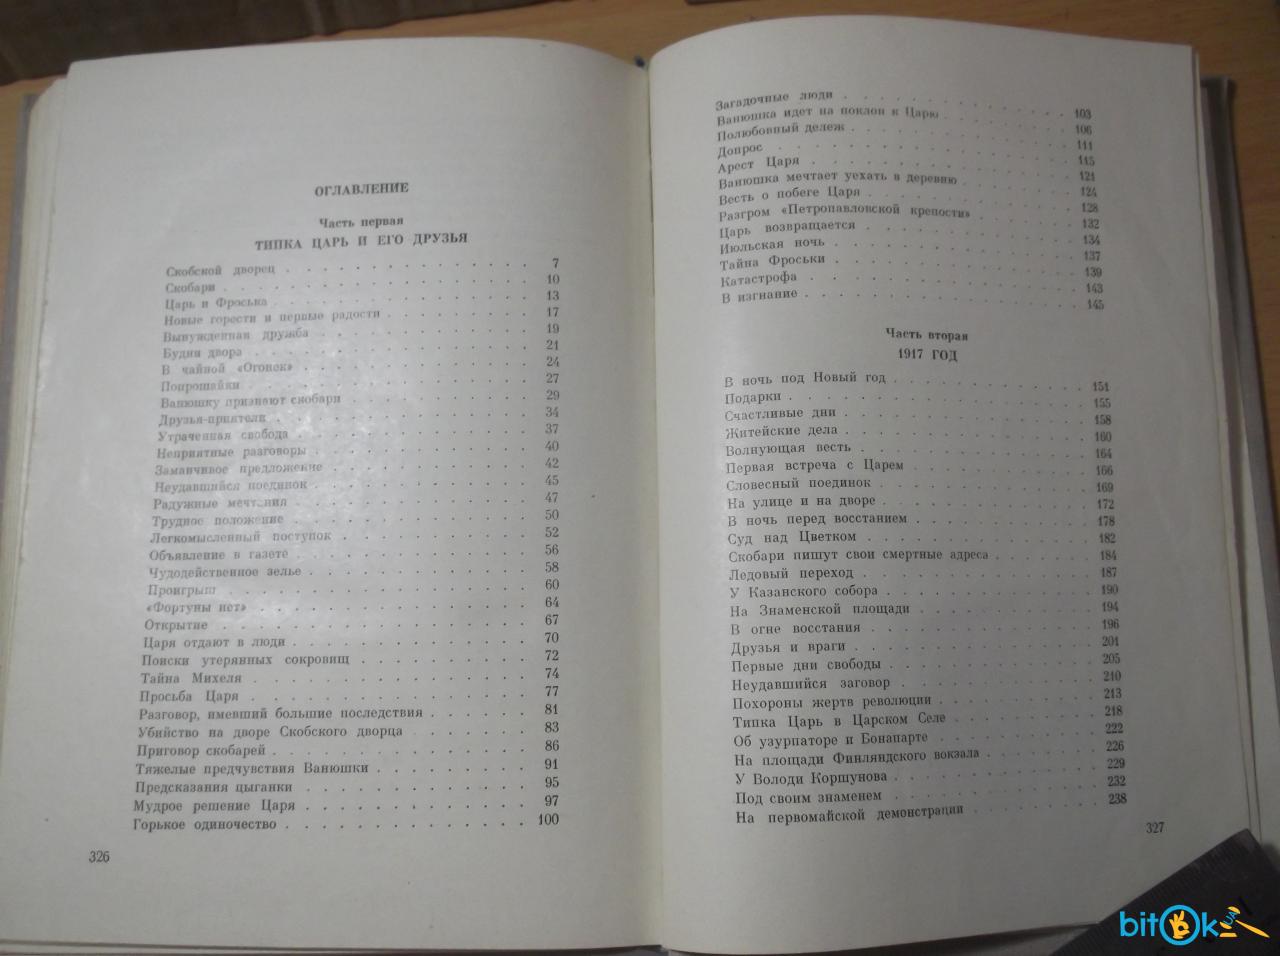 ОГЛАВЛЕНИЕ
Часть первая
ТИПКА ЦАРЬ И ЕГО ДРУЗЬЯ
Скобской дворец . . . . . . . . . . . . . . . . 7
Скобари . . . . . . . . . . . . . . . . 10
Царь и Фроська . . . . . . . . . . . . . . . . 13
Новые горести и первые радости . . . . . . . . . . . 17
Вынужденная дружба . . . . . . . . . . . . . . 19
Будни двора . . . . . . . . . . . . . . . . 21
В чайной «Огонек» . . . . . . . . . . . . . . 24
Попрошайки . . . . . . . . . . . . . . . . 27
Ванюшку признают скобари . . . . . . . . . . . . 29
Друзья-приятели . . . . . . . . . . . . . . . 34
Утраченная свобода . . . . . . . . . . . . . . 37
Неприятные разговоры . . . . . . . . . . . . . 40
Заманчивое предложение . . . . . . . . . . . . . 42
Неудавшийся поединок . . . . . . . . . . . . . 45
Радужные мечтания . . . . . . . . . . . . . . 47
Трудное положение . . . . . . . . . . . . . . 50
Легкомысленный поступок . . . . . . . . . . . . 52
Объявление в газете . . . . . . . . . . . . . . 56
Чудодейственное зелье . . . . . . . . . . . . . 58
Проигрыш . . . . . . . . . . . . . . . . 60
«Фортуны нет» . . . . . . . . . . . . . . . 64
Открытие . . . . . . . . . . . . . . . . 67
Царя отдают в люди . . . . . . . . . . . . . . 70
Поиски утерянных сокровищ . . . . . . . . . . . 72
Тайна Михеля . . . . . . . . . . . . . . . 74
Просьба Царя . . . . . . . . . . . . . . . 77
Разговор, имевший большие последствия . . . . . . . 81
Убийство на дворе Скобского дворца . . . . . . . . 83
Приговор скобарей . . . . . . . . . . . . . . 86
Тяжелые предчувствия Ванюшки . . . . . . . . . . 91
Предсказания цыганки . . . . . . . . . . . . . 95
Мудрое решение Царя . . . . . . . . . . . . . 97
Горькое одиночество . . . . . . . . . . . . . . 100
326
Загадочные люди . . . . . . . . . . . . . . 103
Ванюшка идет на поклон к Царю . . . . . . . . . 106
Полюбовный дележ . . . . . . . . . . . . . . 111
Допрос . . . . . . . . . . . . . . . . 115
Арест Царя . . . . . . . . . . . . . . . 121
Ванюшка мечтает уехать в деревню . . . . . . . . 124
Весть о побеге Царя . . . . . . . . . . . . . 128
Разгром «Петропавловской крепости» . . . . . . . . 132
Царь возвращается . . . . . . . . . . . . . . 134
Июльская ночь . . . . . . . . . . . . . . . 137
Тайна Фроськи . . . . . . . . . . . . . . . 139
Катастрофа . . . . . . . . . . . . . . . . 143
В изгнание . . . . . . . . . . . . . . . . 145
Часть вторая
1917 ГОД
В ночь под Новый год . . . . . . . . . . . . . 151
Подарки . . . . . . . . . . . . . . . . 155
Счастливые дни . . . . . . . . . . . . . . . 158
Житейские дела . . . . . . . . . . . . . . . 160
Волнующая весть . . . . . . . . . . . . . . 164
Первая встреча с Царем . . . . . . . . . . . . 166
Словесный поединок . . . . . . . . . . . . . 169
На улице и на дворе . . . . . . . . . . . . . 172
В ночь перед восстанием . . . . . . . . . . . . 178
Суд над Цветком . . . . . . . . . . . . . . 182
Скобари пишут свои смертные адреса . . . . . . . . 184
Ледовый переход . . . . . . . . . . . . . . 187
У Казанского собора . . . . . . . . . . . . . 190
На Знаменской площади . . . . . . . . . . . . 194
В огне восстания . . . . . . . . . . . . . . 196
Друзья и враги . . . . . . . . . . . . . . . 201
Первые дни свободы . . . . . . . . . . . . . 205
Неудавшийся заговор . . . . . . . . . . . . . 210
Похороны жертв революции . . . . . . . . . . . 213
Типка Царь в Царском Селе . . . . . . . . . . . 218
Об узурпаторе и Бонапарте . . . . . . . . . . . 222
На площади Финляндского вокзала . . . . . . . . . 226
У Володи Коршунова . . . . . . . . . . . . . 229
Под своим знаменем . . . . . . . . . . . . . 232
На первомайской демонстрации . . . . . . . . . . 238
327
bitOk
UA